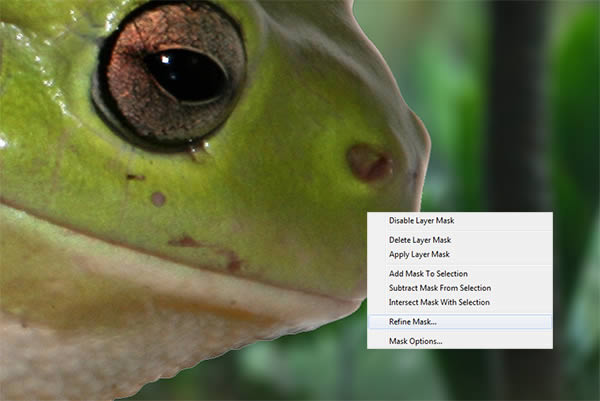 Disable Layer Mask
Delete Layer Mask
Apply Layer Mask
Add Mask To Selection
Subtract Mask From Selection
Intersect Mask With Selection
Refine Mask...
Mask Options...